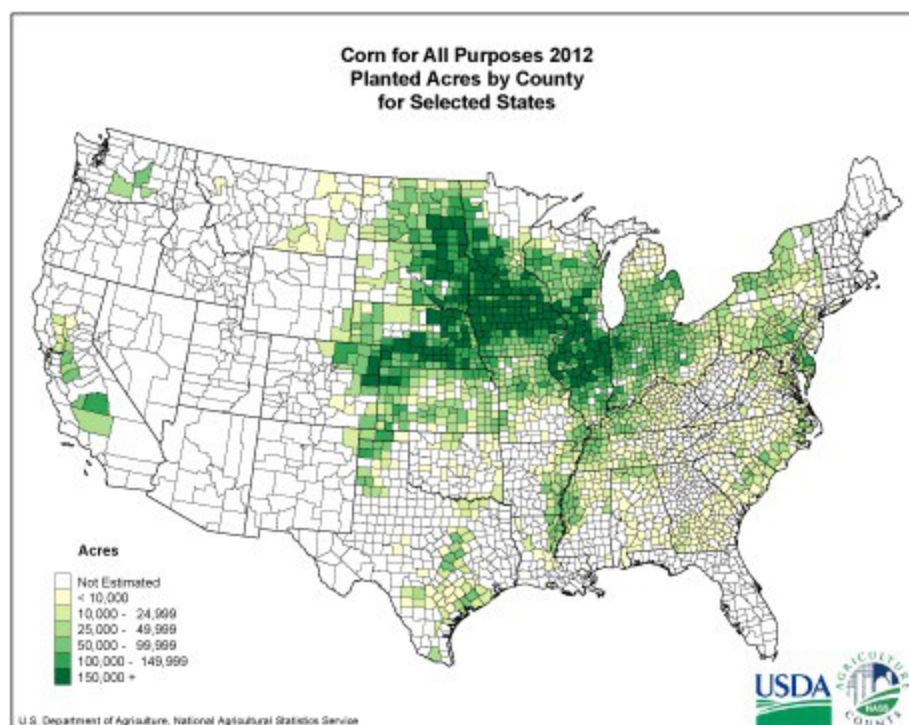 Corn for All Purposes 2012
Planted Acres by County
for Selected States
Acres
Not Estimated
< 10,000
10,000 - 24,999
25,000 - 49,999
50,000 - 99,999
100,000 - 149,999
150,000 +
USDA
AGRICULTURE
NASS
COUNTS
U.S. Department of Agriculture, National Agricultural Statistics Service